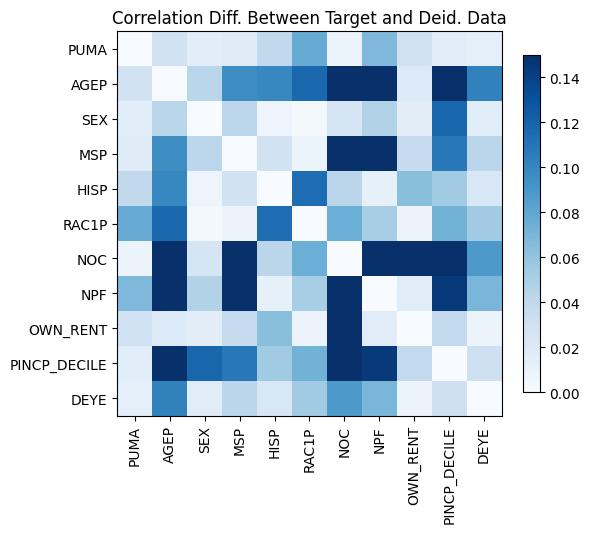 Correlation Diff. Between Target and Deid. Data
PUMA
AGEP
SEX
MSP
HISP
RAC1P
NOC
NPF
OWN_RENT
PINCP_DECILE
DEYE
PUMA
AGEP
SEX
MSP
HISP
RAC1P
NOC
NPF
OWN_RENT
PINCP_DECILE
DEYE
0.14
0.12
0.10
0.08
0.06
0.04
0.02
0.00